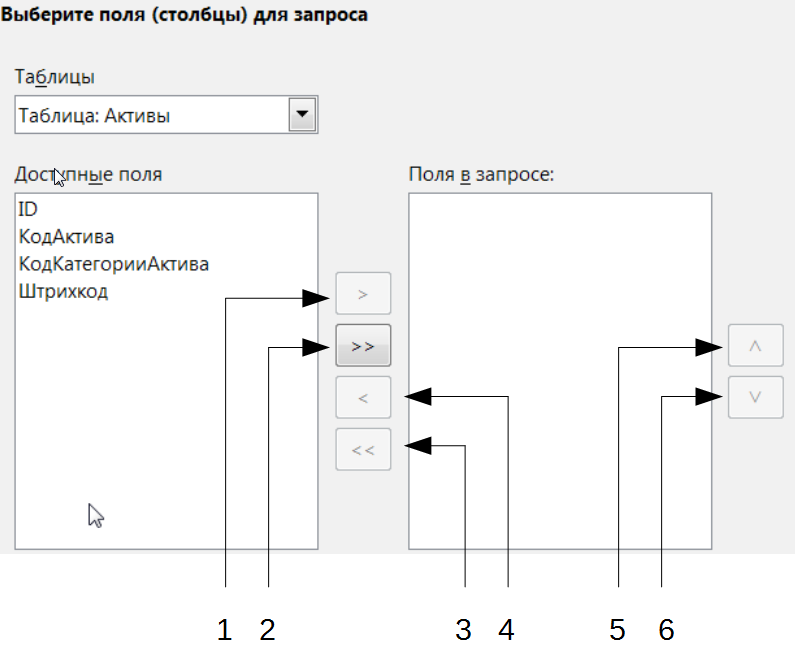 Выберите поля (столбцы) для запроса
Таблицы
Таблица: Активы
Доступные поля
Поля в запросе:
ID
КодАктива
КодКатегорииАктива
Штрихкод
>
>>
<
<<
^
v
1 2 3 4 5 6